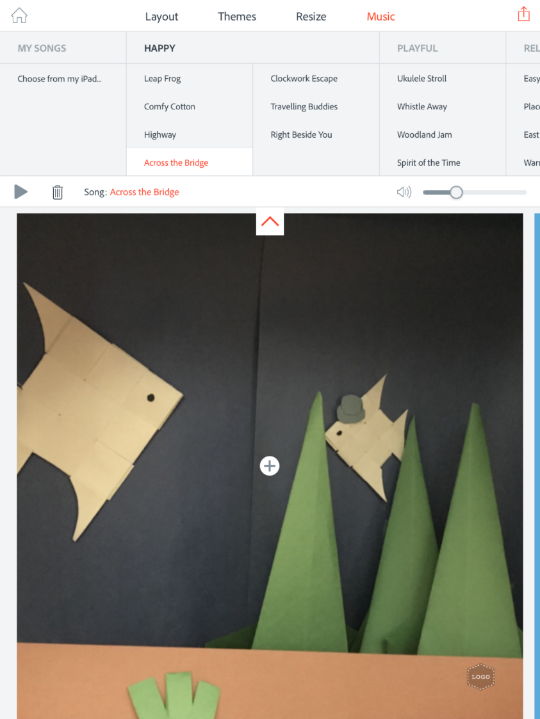 Layout Themes Resize Music
MY SONGS HAPPY PLAYFUL REL
Choose from my iPad... Leap Frog Clockwork Escape Ukulele Stroll Easy
Comfy Cotton Travelling Buddies Whistle Away Plac
Highway Right Beside You Woodland Jam East
Across the Bridge Spirit of the Time War
Song: Across the Bridge
LOGO